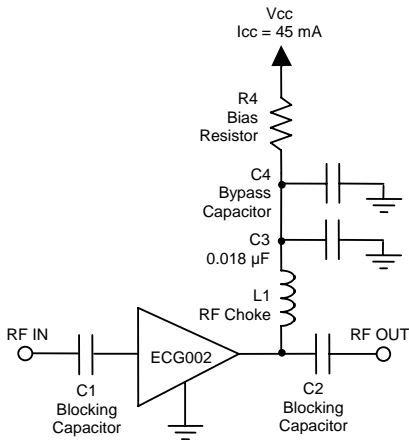 Vcc
Icc = 45 mA
R4
Bias
Resistor
C4
Bypass
Capacitor
C3
0.018 µF
L1
RF Choke
RF IN
RF OUT
ECG002
C1
Blocking
Capacitor
C2
Blocking
Capacitor